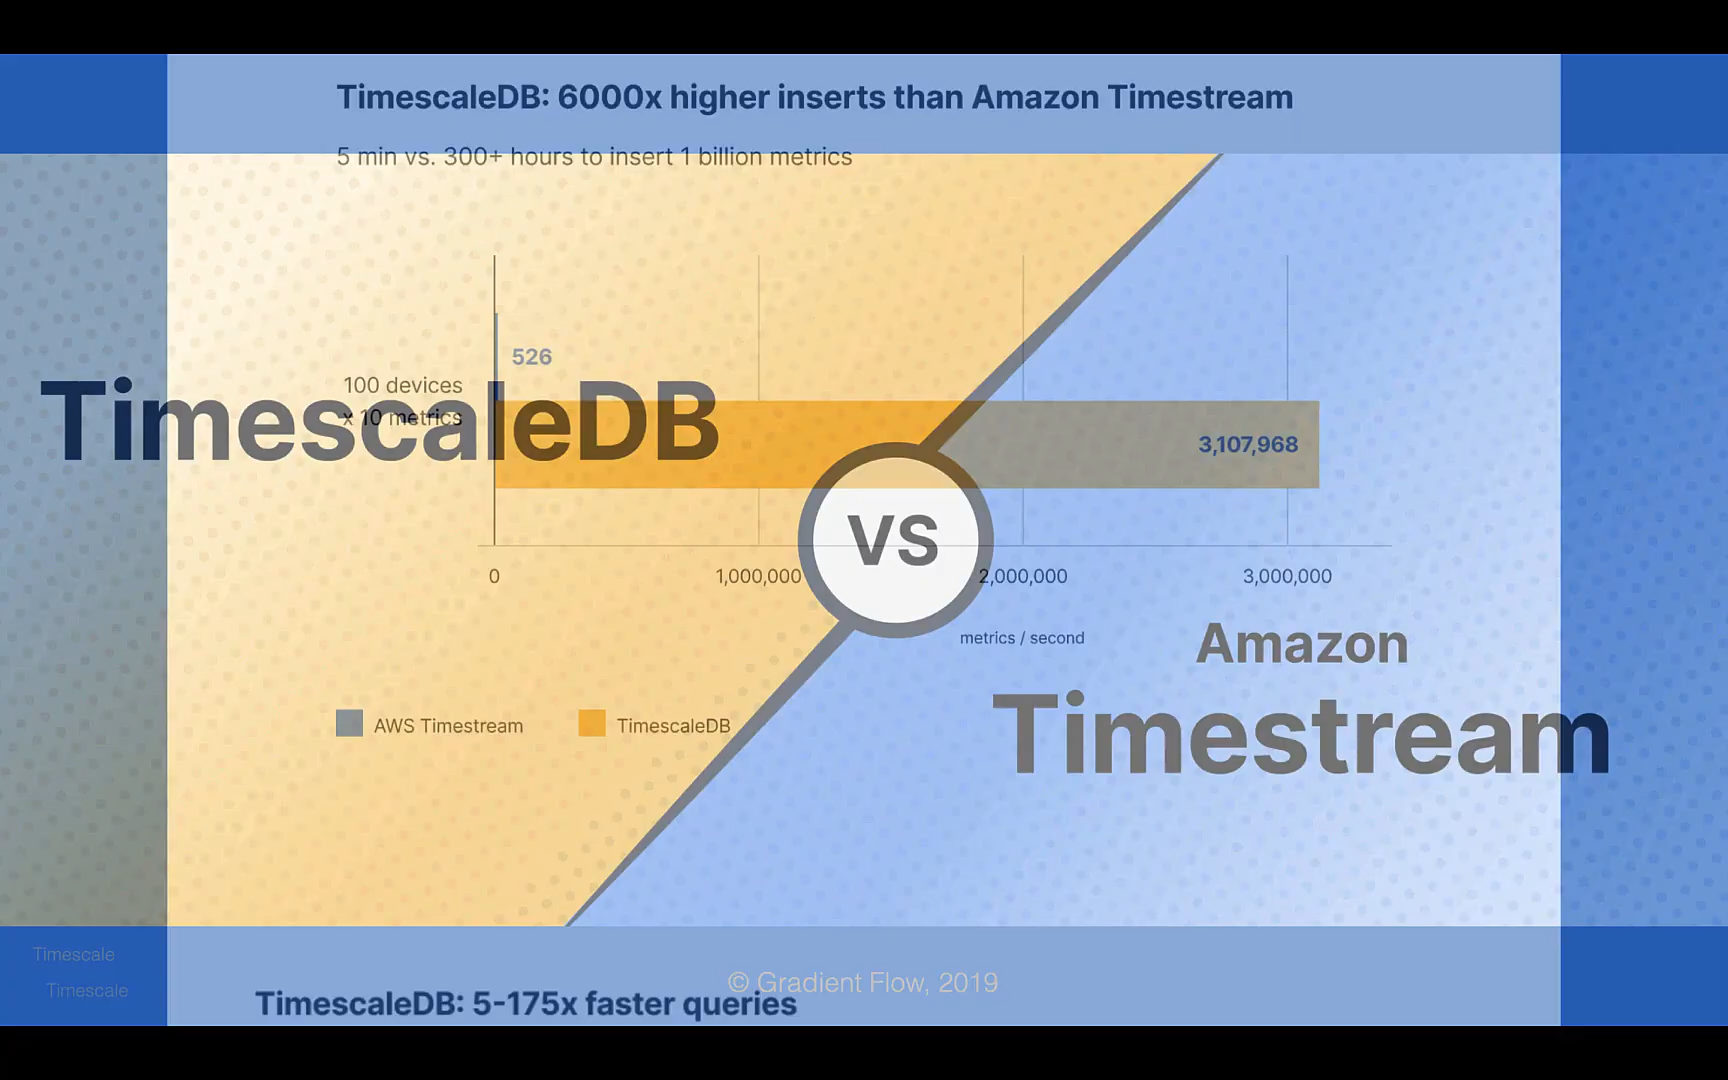 TimescaleDB: 6000x higher inserts than Amazon Timestream
5 min vs. 300+ hours to insert 1 billion metrics
526
100 devices
x 10 metrics
TimescaleDB
3,107,968
VS
0 1,000,000 2,000,000 3,000,000
metrics / second
Amazon
Timestream
AWS Timestream TimescaleDB
Timescale
Timescale
© Gradient Flow, 2019
TimescaleDB: 5-175x faster queries